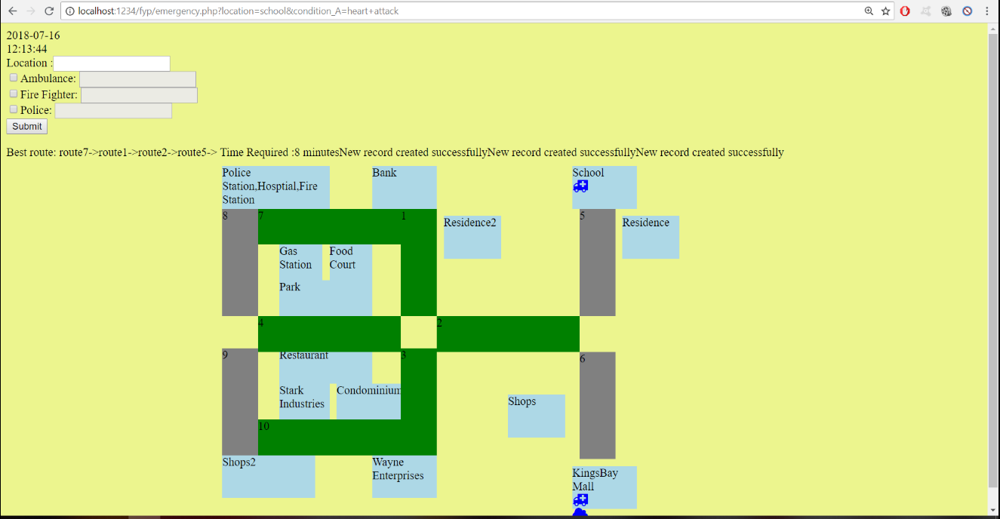 localhost:1234/fyp/emergency.php?location=school&condition_A=heart+attack
2018-07-16
12:13:44
Location :
Ambulance:
Fire Fighter:
Police:
Submit
Best route: route7->route1->route2->route5-> Time Required :8 minutesNew record created successfullyNew record created successfullyNew record created successfully
Police
Station,Hosptial,Fire
Station
Bank
School
8
7
1
5
Residence2
Residence
Gas
Station
Food
Court
Park
4
2
9
Restaurant
3
6
Stark
Industries
Condominium
Shops
10
Shops2
Wayne
Enterprises
KingsBay
Mall